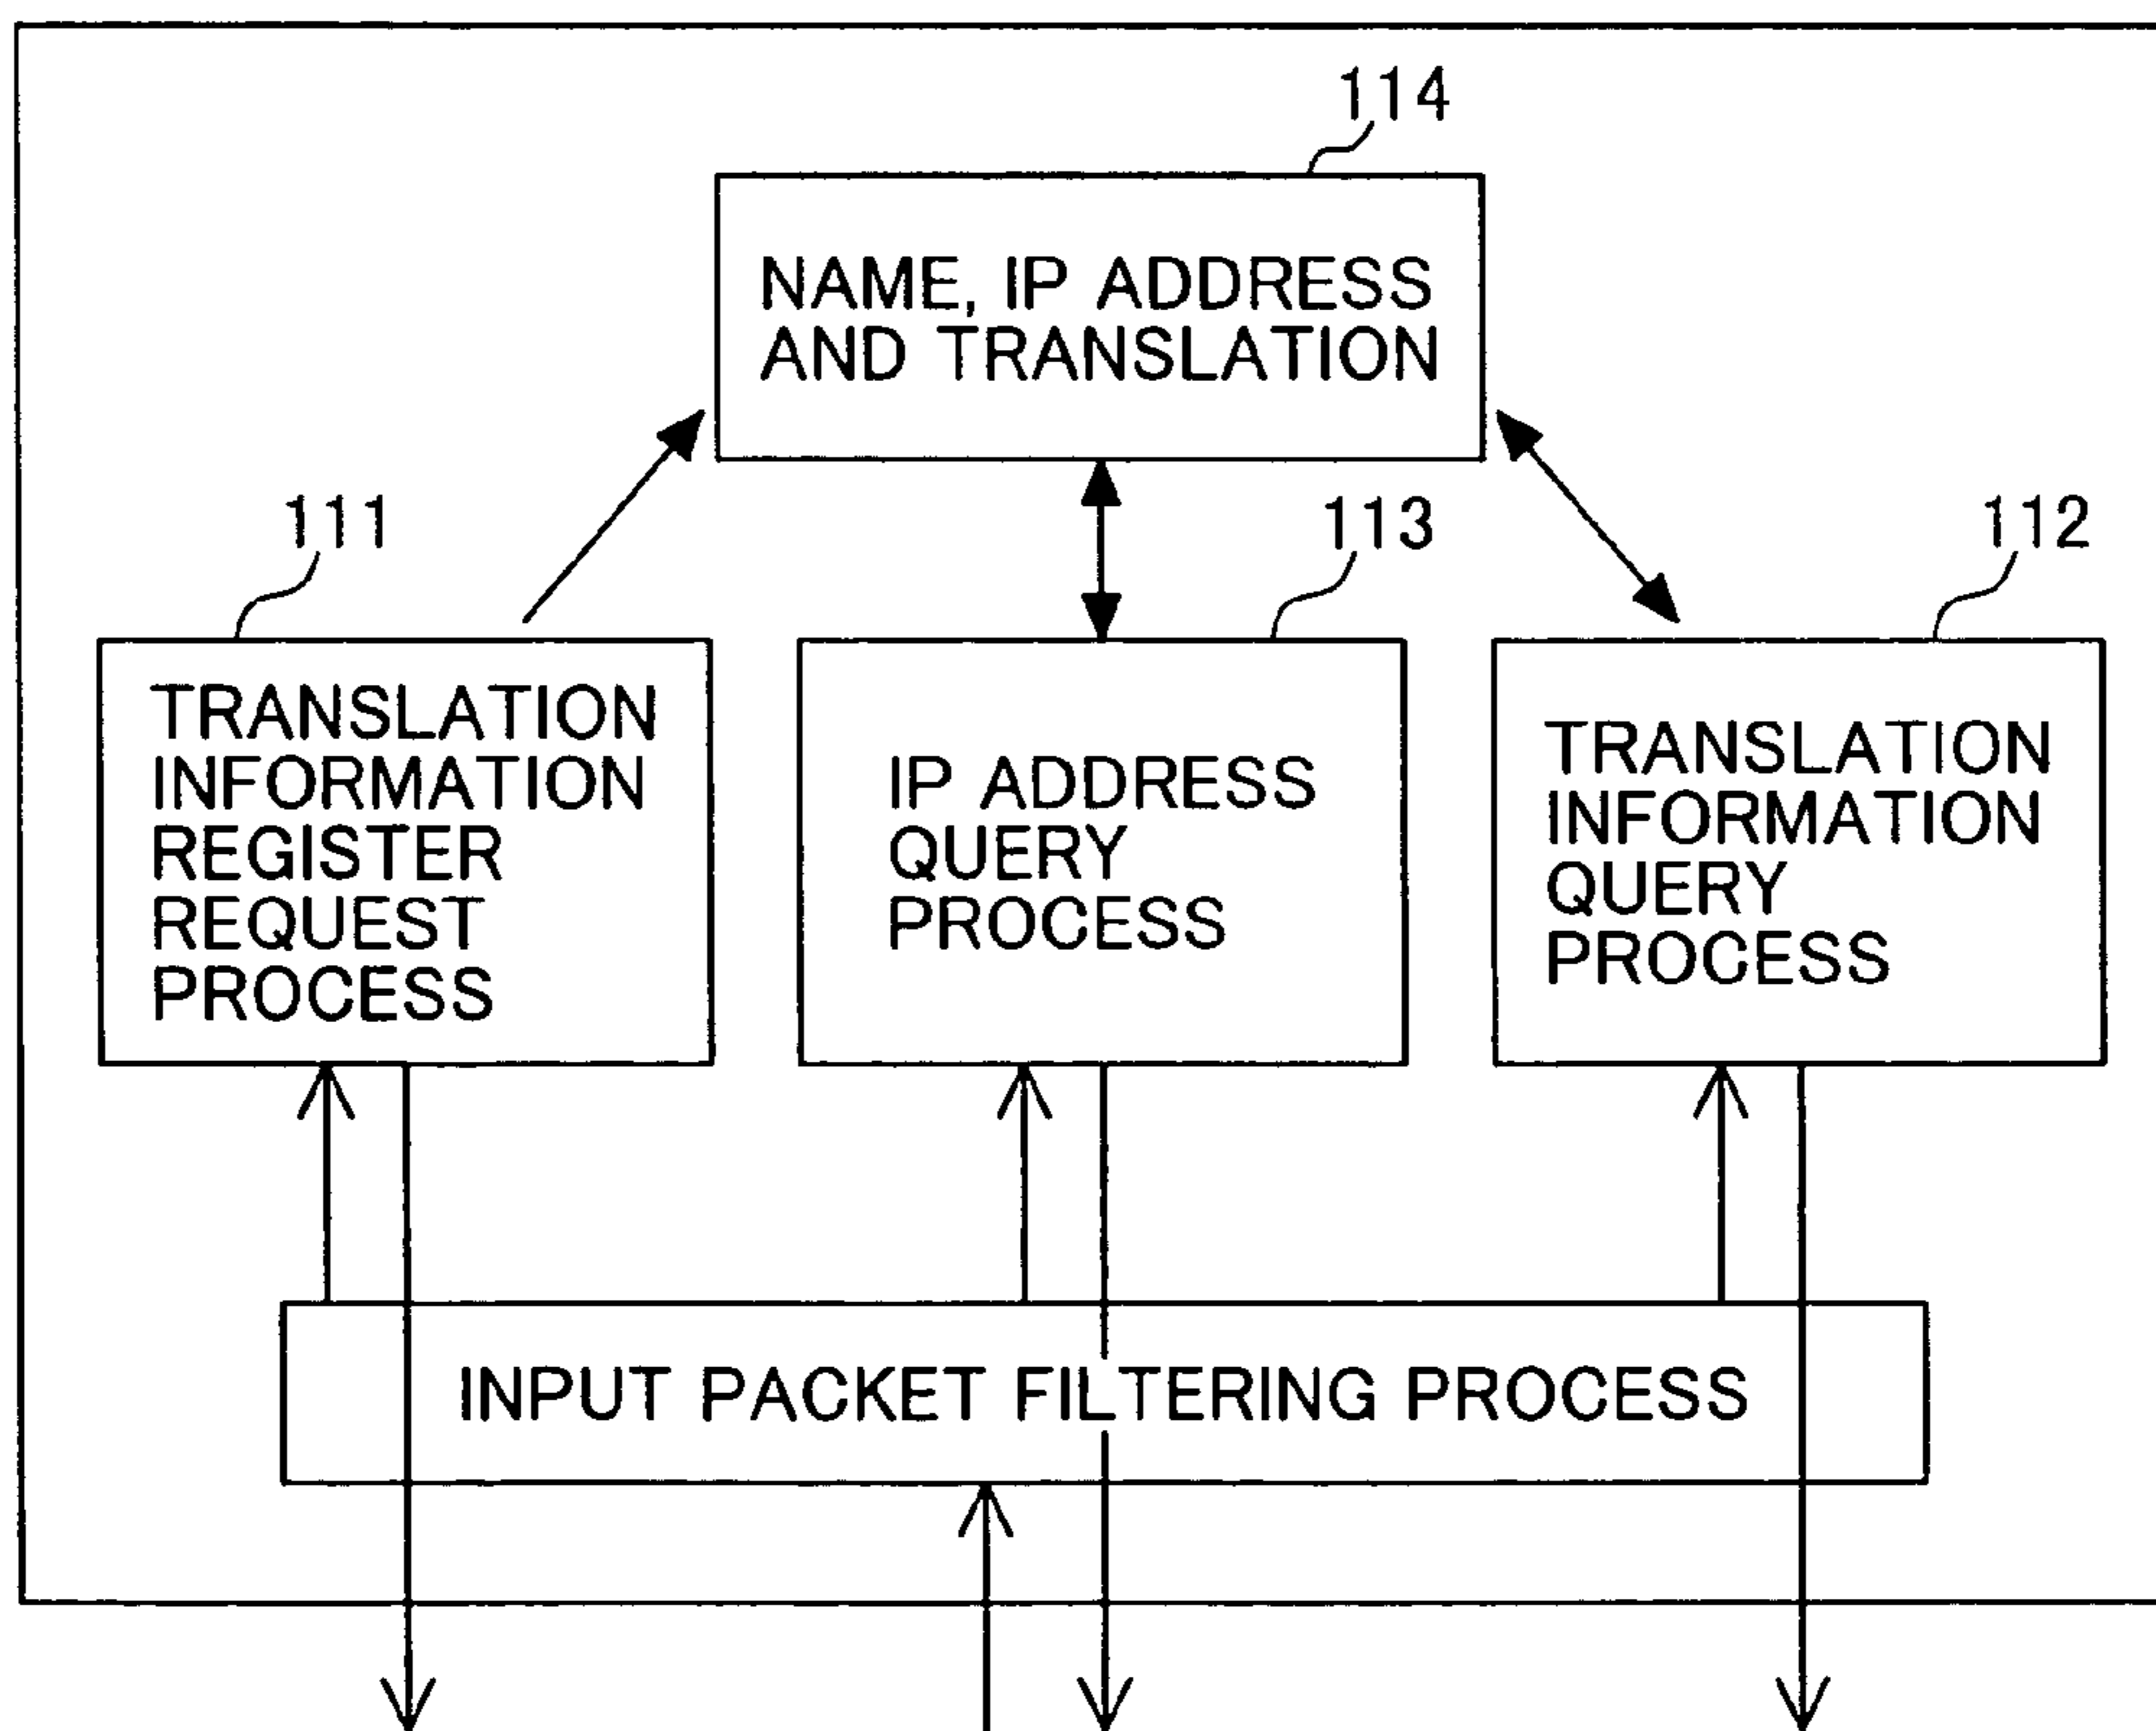 114
NAME, IP ADDRESS
AND TRANSLATION
111
113
112
TRANSLATION
INFORMATION
REGISTER
REQUEST
PROCESS
IP ADDRESS
QUERY
PROCESS
TRANSLATION
INFORMATION
QUERY
PROCESS
INPUT PACKET FILTERING PROCESS